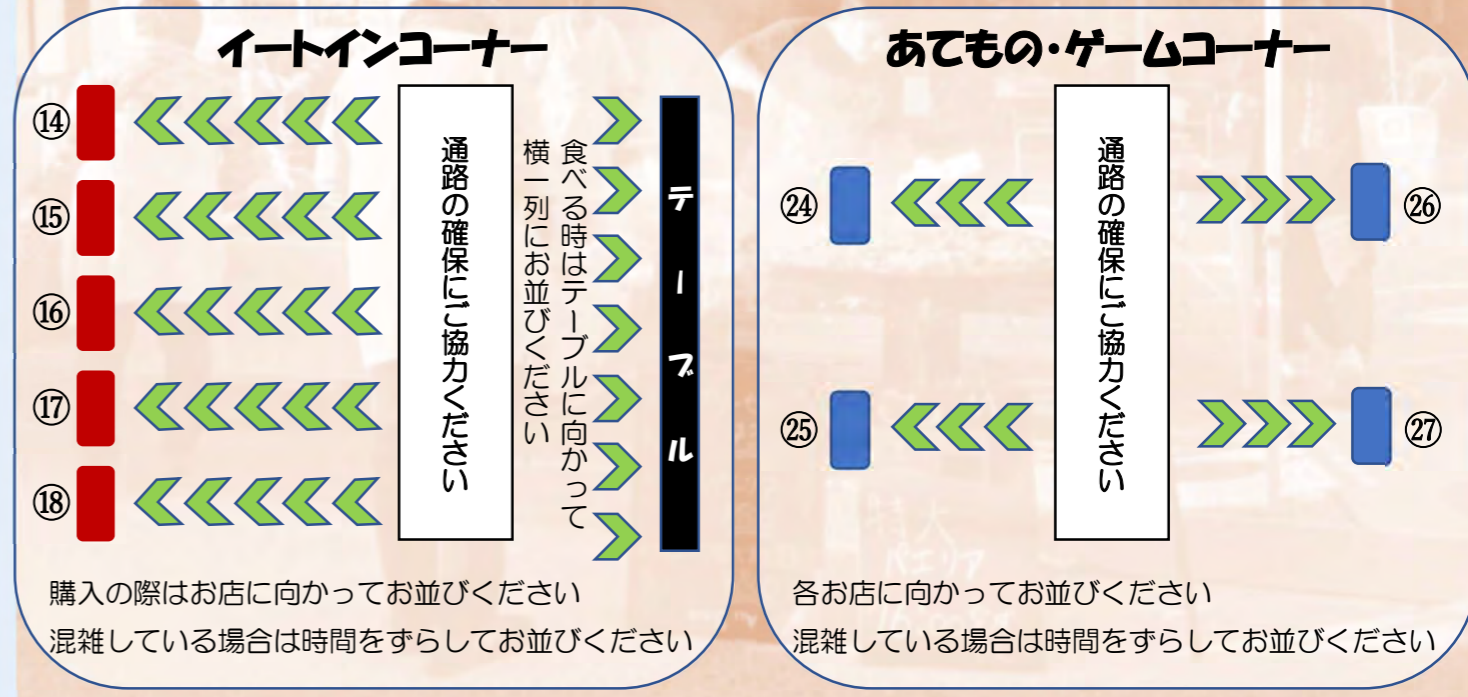 イートインコーナー
⑭
⑮
⑯
⑰
⑱
通路の確保にご協力ください
食べる時はテーブルに向かって
横一列にお並びください
テーブル
購入の際はお店に向かってお並びください
混雑している場合は時間をずらしてお並びください
あてもの・ゲームコーナー
㉔
㉕
通路の確保にご協力ください
㉖
㉗
各お店に向かってお並びください
混雑している場合は時間をずらしてお並びください
特大
パエリア